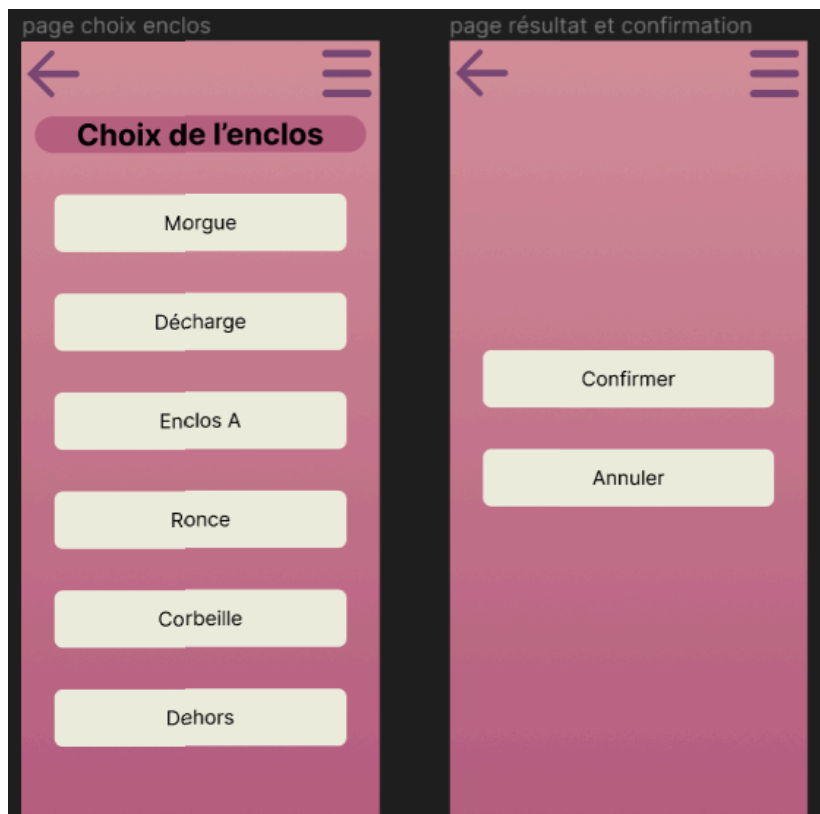 page choix enclos
Choix de l'enclos
Morgue
Décharge
Enclos A
Ronce
Corbeille
Dehors
page résultat et confirmation
Confirmer
Annuler